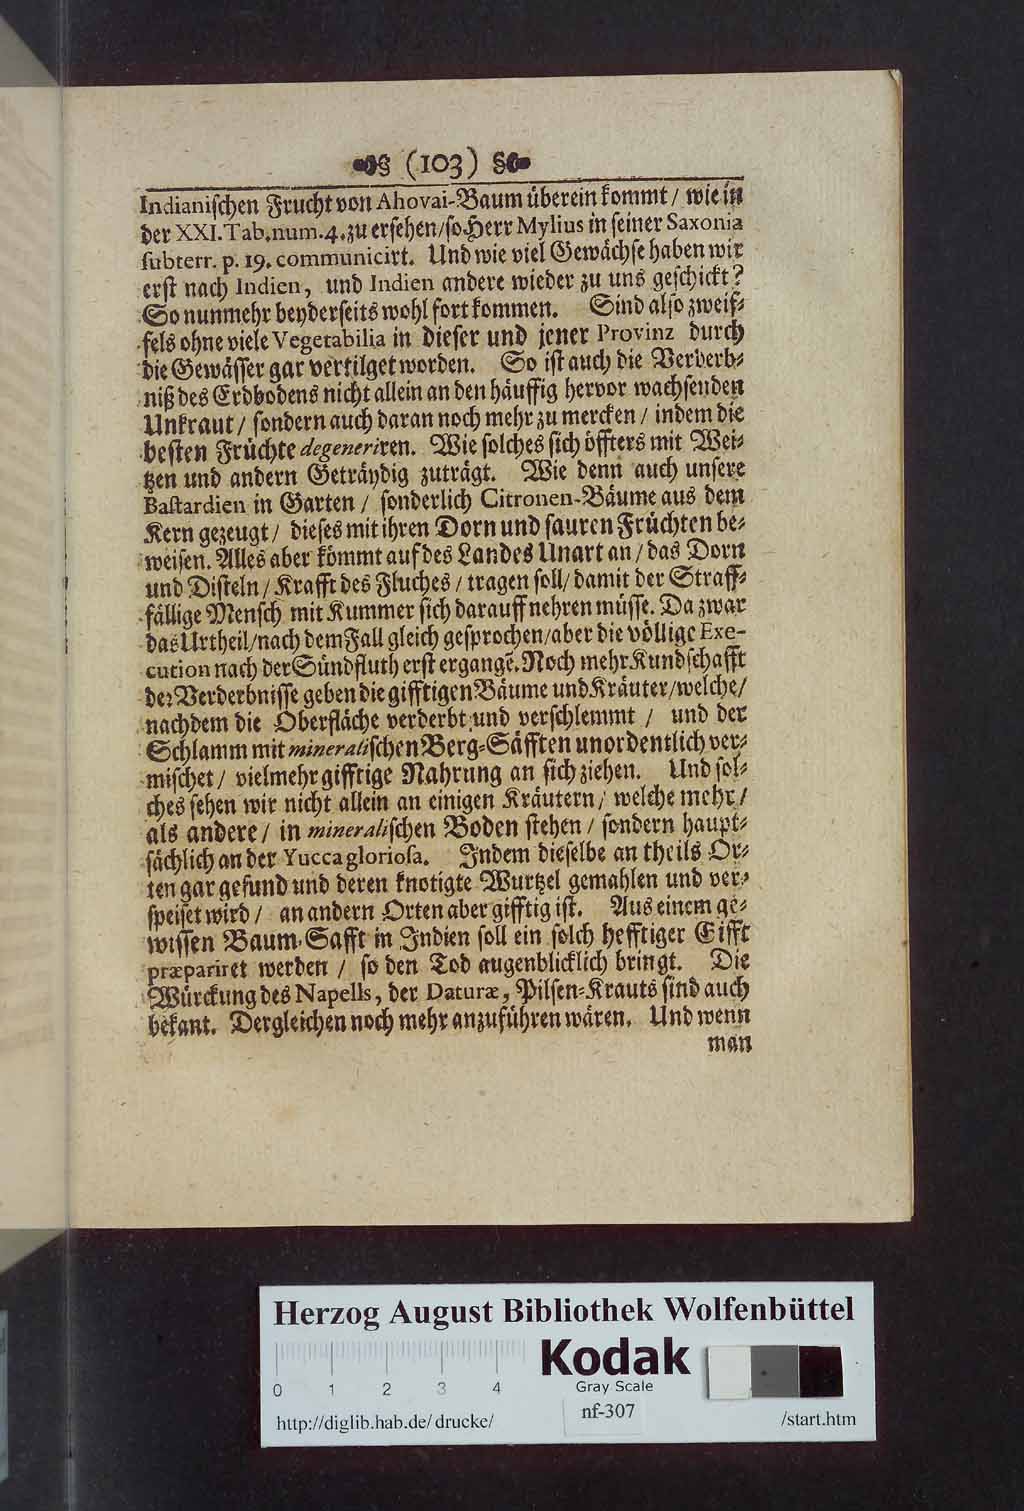 (103)
Indianischen Frucht von Ahovai-Baum überein kommt / wie in
der XXI. Tab. num. 4. zu ersehen / so Herr Mylius in seiner Saxonia
subterr. p. 19. communicirt. Und wie viel Gewächse haben wir
erst nach Indien, und Indien andere wieder zu uns geschickt?
So nunmehr beyderseits wohl fort kommen. Sind also zweif-
fels ohne viele Vegetabilia in dieser und jener Provinz durch
die Gewässer gar vertilget worden. So ist auch die Verderb-
niß des Erdbodens nicht allein an den häuffig hervor wachsenden
Unkraut / sondern auch daran noch mehr zu mercken / indem die
besten Früchte degeneriren. Wie solches sich öffters mit Wei-
tzen und andern Geträydig zuträgt. Wie denn auch unsere
Bastardien in Garten / sonderlich Citronen-Bäume aus dem
Kern gezeugt / dieses mit ihren Dorn und sauren Früchten be-
weisen. Alles aber kömmt auf des Landes Unart an / das Dorn
und Disteln / Krafft des Fluches / tragen soll / damit der Straff-
fällige Mensch mit Kummer sich darauff nehren müsse. Da zwar
das Urtheil / nach dem Fall gleich gesprochen / aber die völlige Exe-
cution nach der Sündfluth erst ergangē. Noch mehr Kundschafft
der Verderbnisse geben die gifftigen Bäume und Kräuter / welche /
nachdem die Oberfläche verderbt und verschlemmt / und der
Schlamm mit mineralischen Berg-Säfften unordentlich ver-
mischet / vielmehr gifftige Nahrung an sich ziehen. Und sol-
ches sehen wir nicht allein an einigen Kräutern / welche mehr /
als andere / in mineralischen Boden stehen / sondern haupt-
sächlich an der Yucca gloriosa. Indem dieselbe an theils Or-
ten gar gesund und deren knotigte Wurtzel gemahlen und ver-
speiset wird / an andern Orten aber gifftig ist. Aus einem ge-
wissen Baum-Safft in Indien soll ein solch hefftiger Eifft
præpariret werden / so den Tod augenblicklich bringt. Die
Würckung des Napells, der Daturæ, Pilsen-Krauts sind auch
bekant. Dergleichen noch mehr anzuführen wären. Und wenn
man
Herzog August Bibliothek Wolfenbüttel
Kodak
0 1 2 3 4
Gray Scale
nf-307
http://diglib.hab.de/drucke/
/start.htm